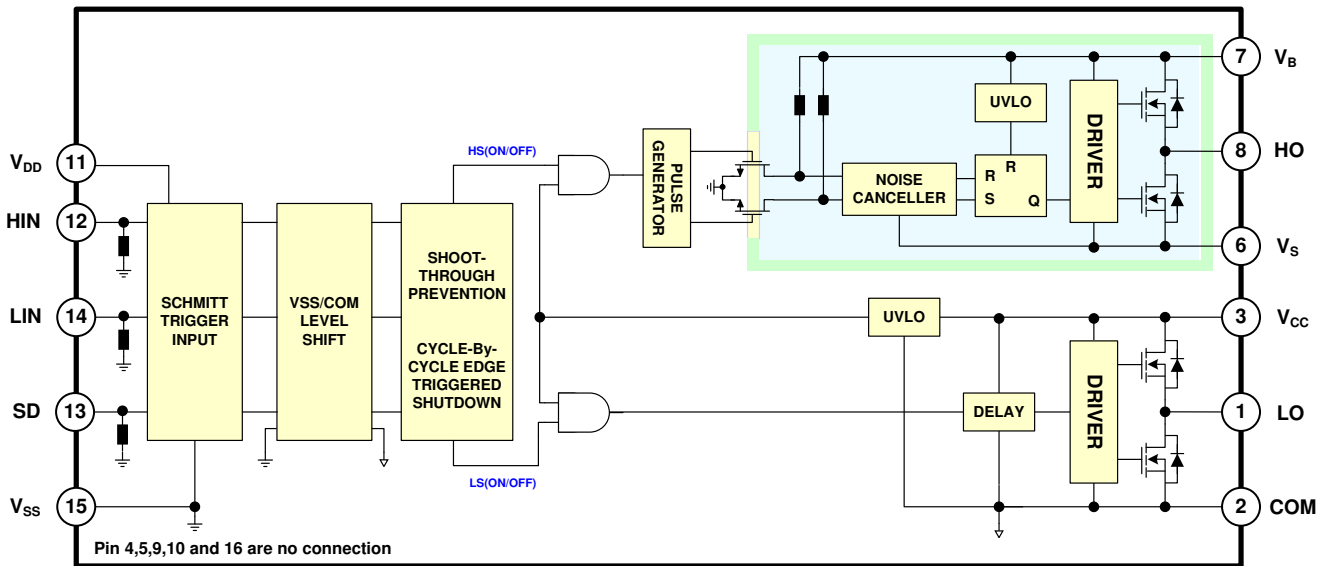 7
V_B
UVLO
DRIVER
V_DD
11
HS(ON/OFF)
PULSE
GENERATOR
8
HO
R
R
NOISE
CANCELLER
S
Q
HIN
12
6
V_S
SHOOT-
THROUGH
PREVENTION
SCHMITT
TRIGGER
INPUT
VSS/COM
LEVEL
SHIFT
LIN
14
UVLO
3
V_CC
CYCLE-By-
CYCLE EDGE
TRIGGERED
SHUTDOWN
DRIVER
SD
13
DELAY
1
LO
LS(ON/OFF)
V_SS
15
2
COM
Pin 4,5,9,10 and 16 are no connection